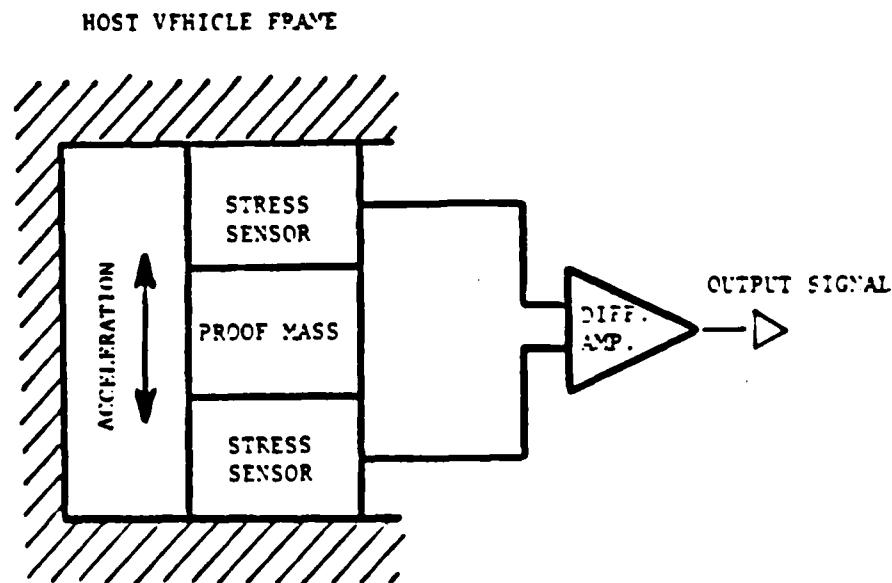 HOST VEHICLE FRAME
STRESS
SENSOR
ACCELERATION
PROOF MASS
STRESS
SENSOR
DIFF.
AMP.
OUTPUT SIGNAL